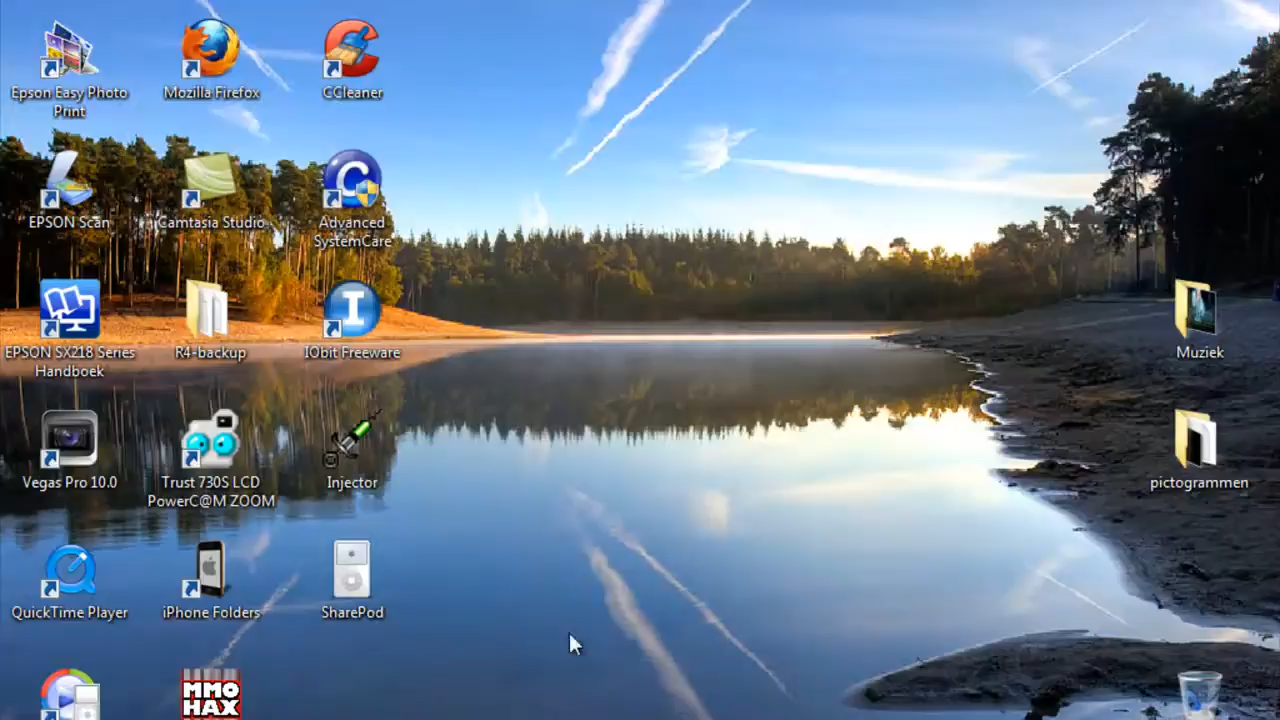 Epson Easy Photo
Print
Mozilla Firefox
CCleaner
EPSON Scan
Camtasia Studio
Advanced
SystemCare
EPSON SX218 Series
Handboek
R4-backup
IObit Freeware
Muziek
Vegas Pro 10.0
Trust 730S LCD
PowerC@M ZOOM
Injector
pictogrammen
QuickTime Player
iPhone Folders
SharePod
MMO
HAX